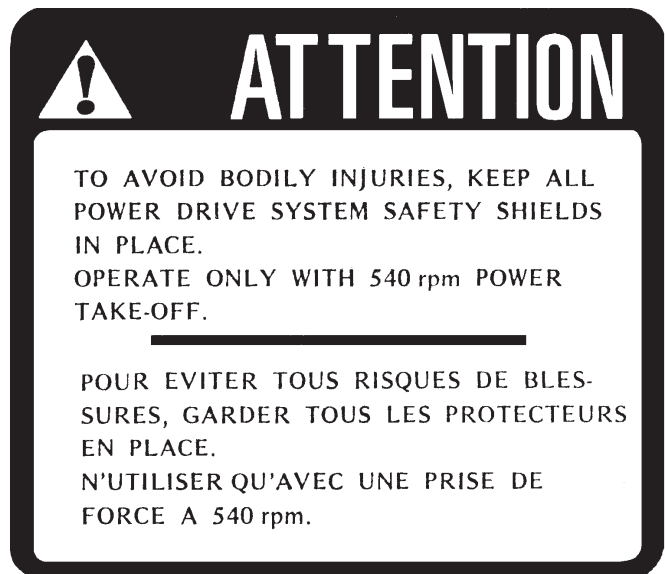 ATTENTION
TO AVOID BODILY INJURIES, KEEP ALL
POWER DRIVE SYSTEM SAFETY SHIELDS
IN PLACE.
OPERATE ONLY WITH 540 rpm POWER
TAKE-OFF.
POUR EVITER TOUS RISQUES DE BLES-
SURES, GARDER TOUS LES PROTECTEURS
EN PLACE.
N'UTILISER QU'AVEC UNE PRISE DE
FORCE A 540 rpm.